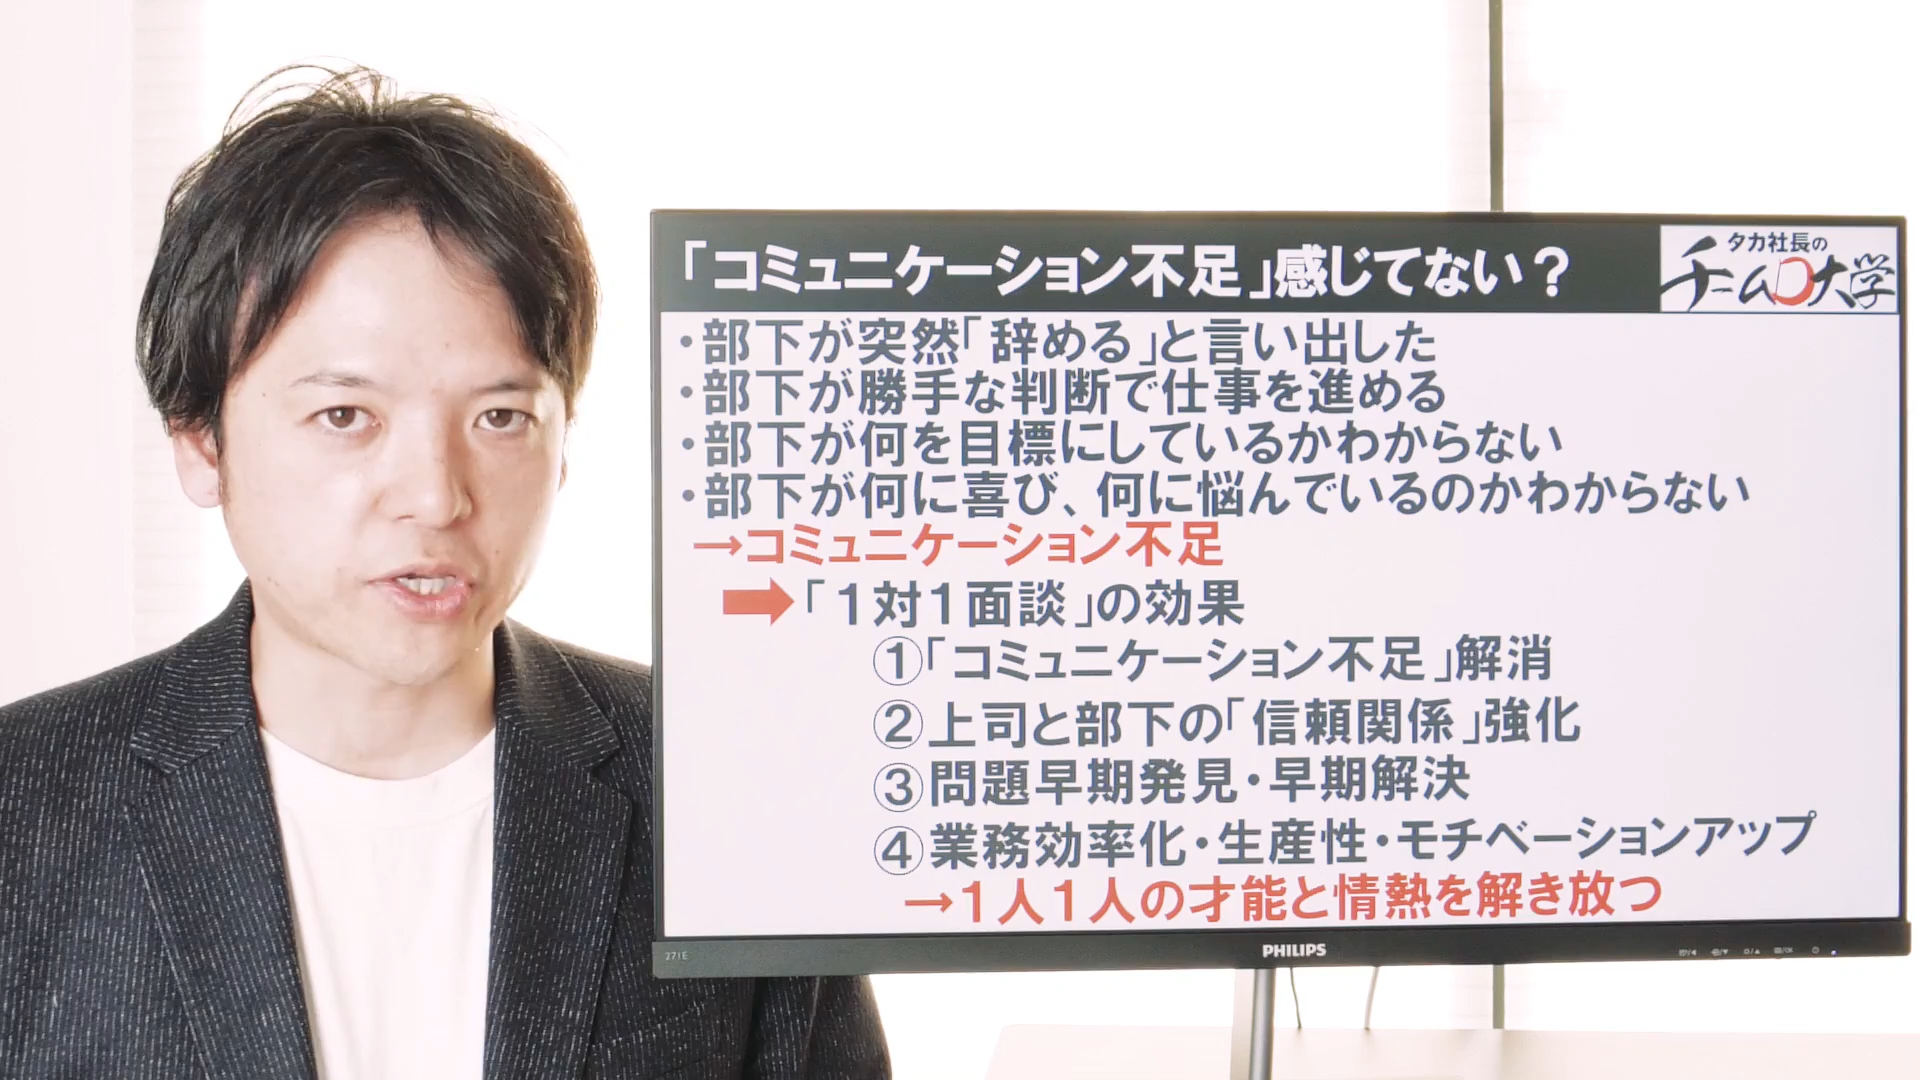 「コミュニケーション不足」感じてない？
タカ社長の
チームD大学
・部下が突然「辞める」と言い出した
・部下が勝手な判断で仕事を進める
・部下が何を目標にしているかわからない
・部下が何に喜び、何に悩んでいるのかわからない
→コミュニケーション不足
➡「１対１面談」の効果
①「コミュニケーション不足」解消
②上司と部下の「信頼関係」強化
③問題早期発見・早期解決
④業務効率化・生産性・モチベーションアップ
→１人１人の才能と情熱を解き放つ
271E
PHILIPS